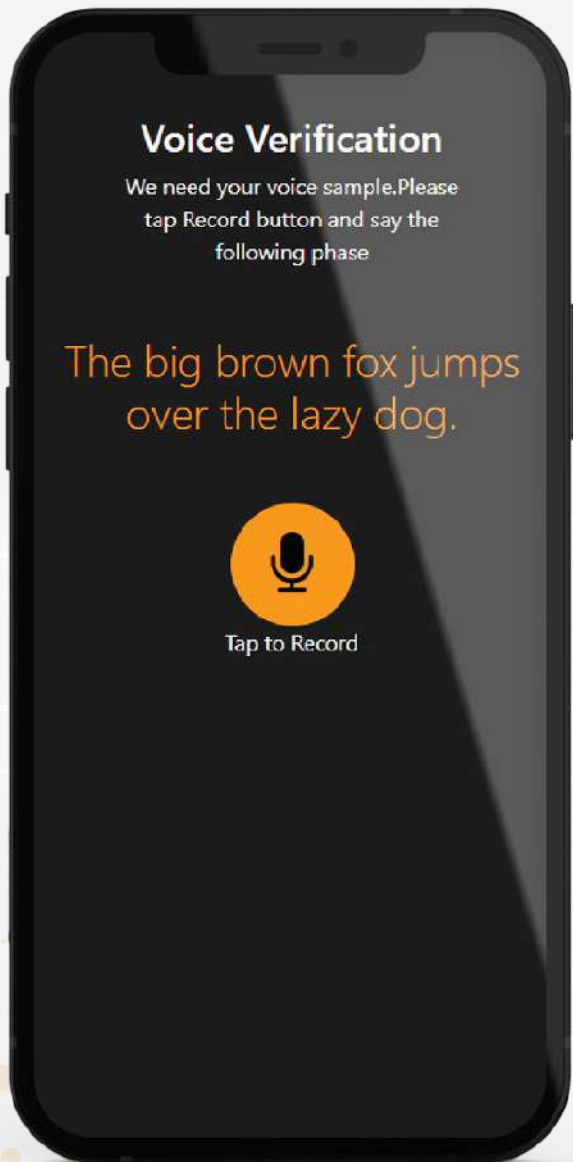 Voice Verification
We need your voice sample.Please
tap Record button and say the
following phase
The big brown fox jumps
over the lazy dog.
Tap to Record